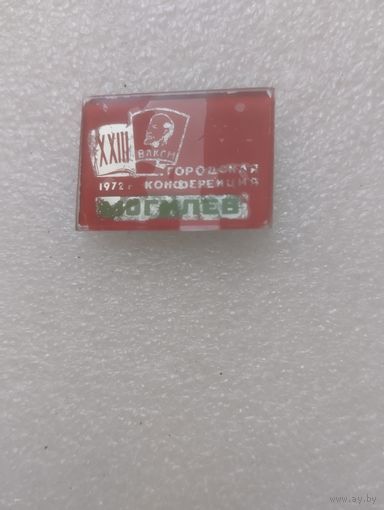 XXIII
ВЛКСМ
ГОРОДСКАЯ
1972 г. КОНФЕРЕНЦИЯ
МОГИЛЕВ
www.ay.by